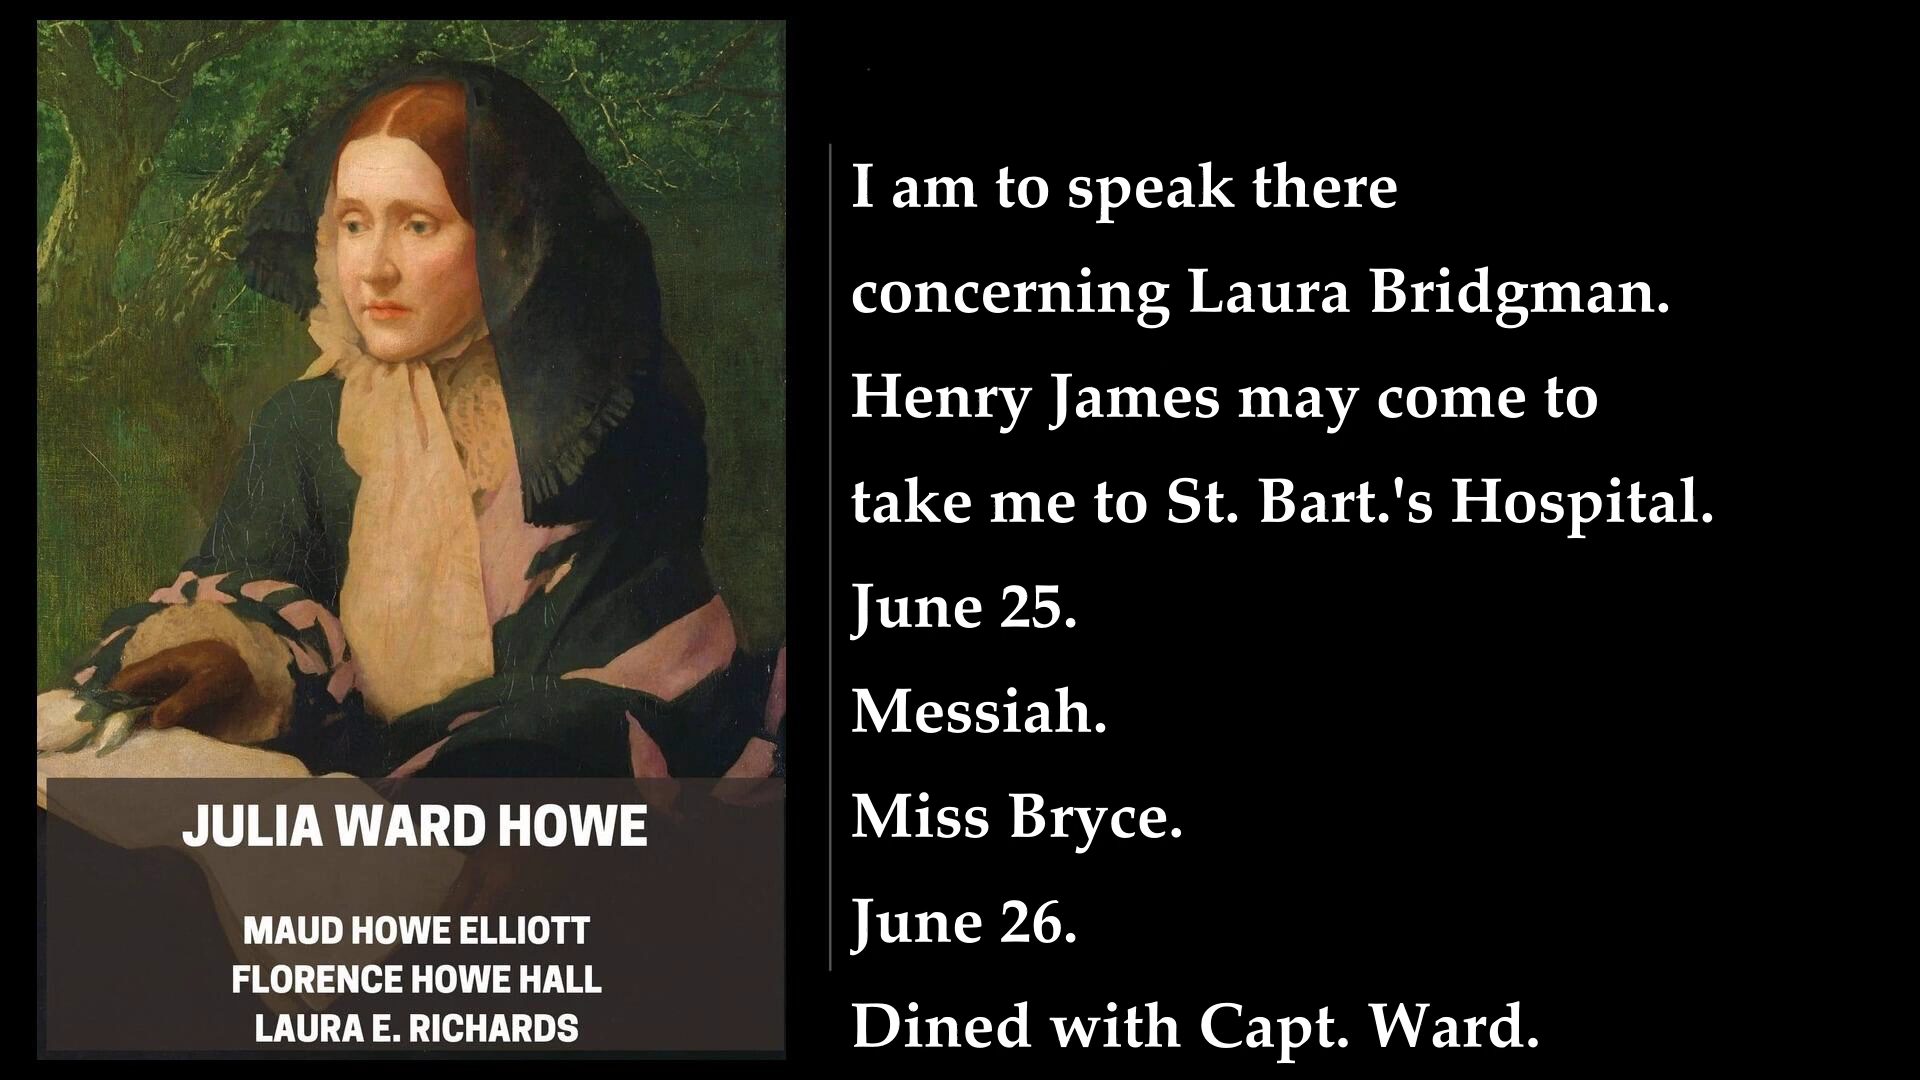 JULIA WARD HOWE
MAUD HOWE ELLIOTT
FLORENCE HOWE HALL
LAURA E. RICHARDS
I am to speak there
concerning Laura Bridgman.
Henry James may come to
take me to St. Bart.'s Hospital.
June 25.
Messiah.
Miss Bryce.
June 26.
Dined with Capt. Ward.